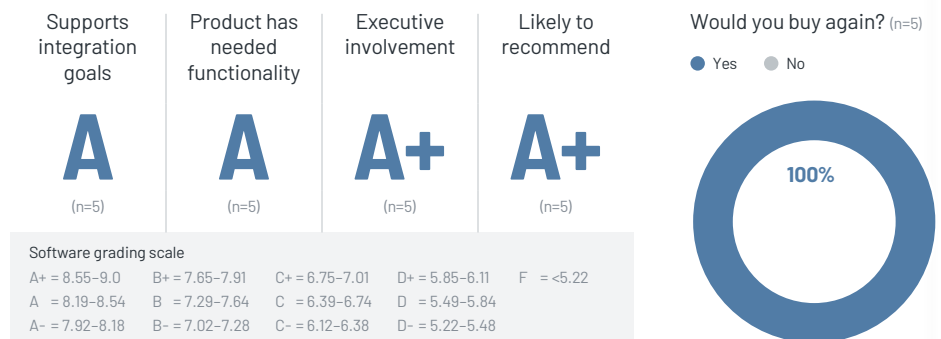 Supports
integration
goals
A
(n=5)
Product has
needed
functionality
A
(n=5)
Executive
involvement
A+
(n=5)
Likely to
recommend
A+
(n=5)
Software grading scale
A+ = 8.55–9.0 B+ = 7.65–7.91 C+ = 6.75–7.01 D+ = 5.85–6.11 F = <5.22
A = 8.19–8.54 B = 7.29–7.64 C = 6.39–6.74 D = 5.49–5.84
A- = 7.92–8.18 B- = 7.02–7.28 C- = 6.12–6.38 D- = 5.22–5.48
Would you buy again? (n=5)
Yes No
100%